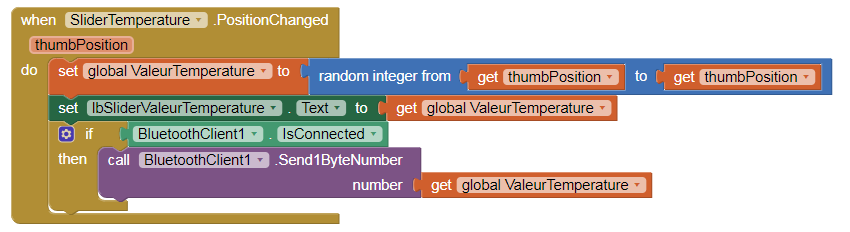 when SliderTemperature .PositionChanged
thumbPosition
do set global ValeurTemperature to random integer from get thumbPosition to get thumbPosition
set lbSliderValeurTemperature . Text to get global ValeurTemperature
if BluetoothClient1 . IsConnected
then call BluetoothClient1 .Send1ByteNumber
number get global ValeurTemperature